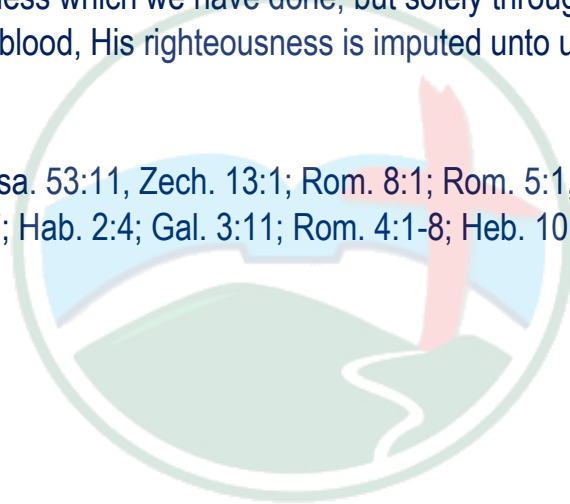 ness which we have done, but solely throug
blood, His righteousness is imputed unto u
sa. 53:11, Zech. 13:1; Rom. 8:1; Rom. 5:1,
; Hab. 2:4; Gal. 3:11; Rom. 4:1-8; Heb. 10